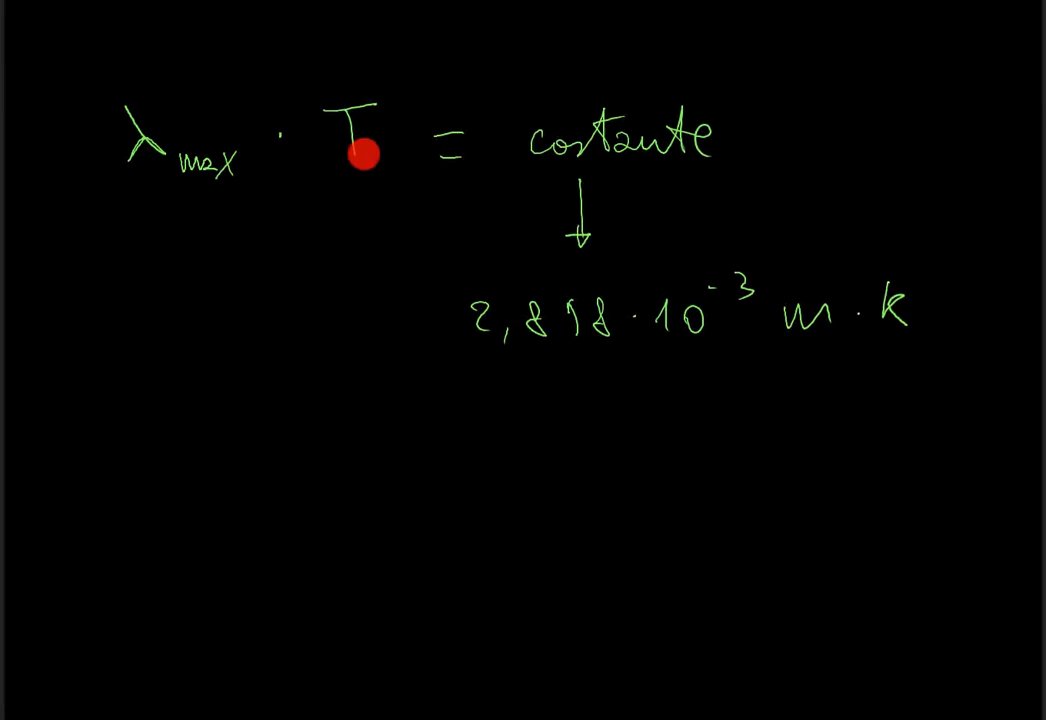 λmax · T = costante
↓
2,898 · 10⁻³ m · k